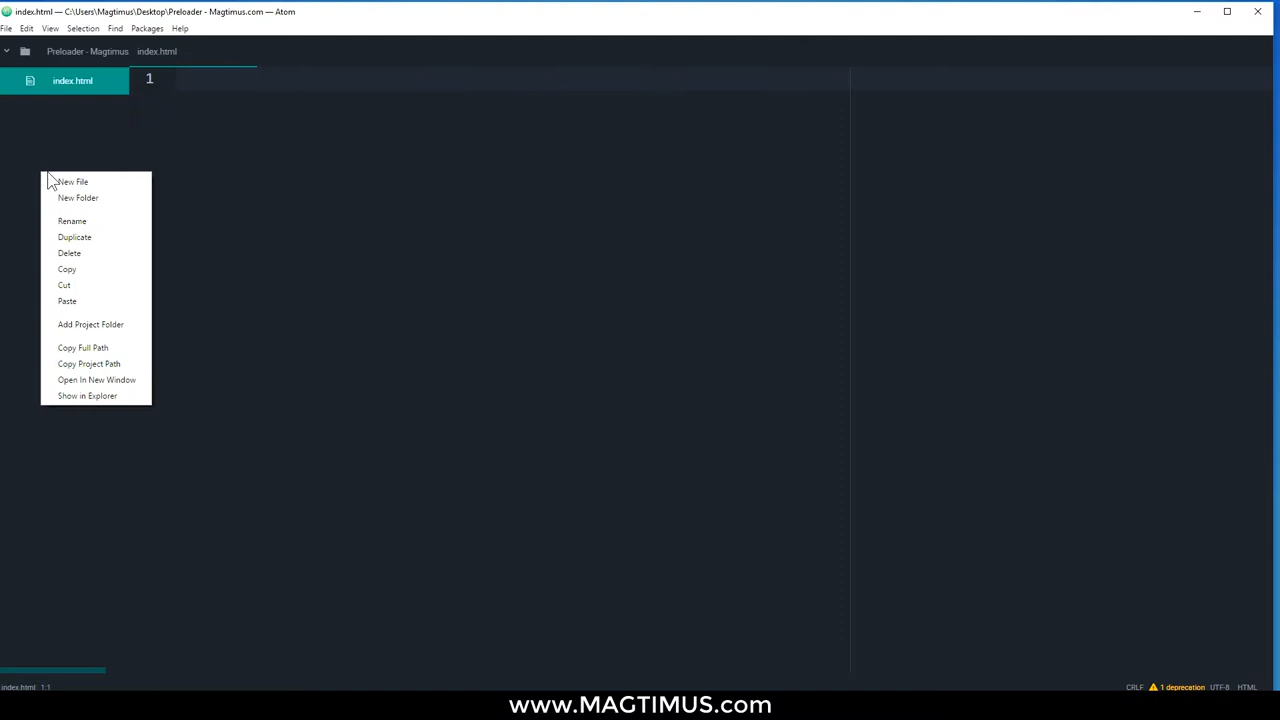 index.html — C:\Users\Magtimus\Desktop\Preloader - Magtimus.com — Atom
File Edit View Selection Find Packages Help
Preloader - Magtimus index.html
index.html
1
New File
New Folder
Rename
Duplicate
Delete
Copy
Cut
Paste
Add Project Folder
Copy Full Path
Copy Project Path
Open In New Window
Show in Explorer
index.html 1:1 CRLF 1 deprecation UTF-8 HTML
www.MAGTIMUS.com